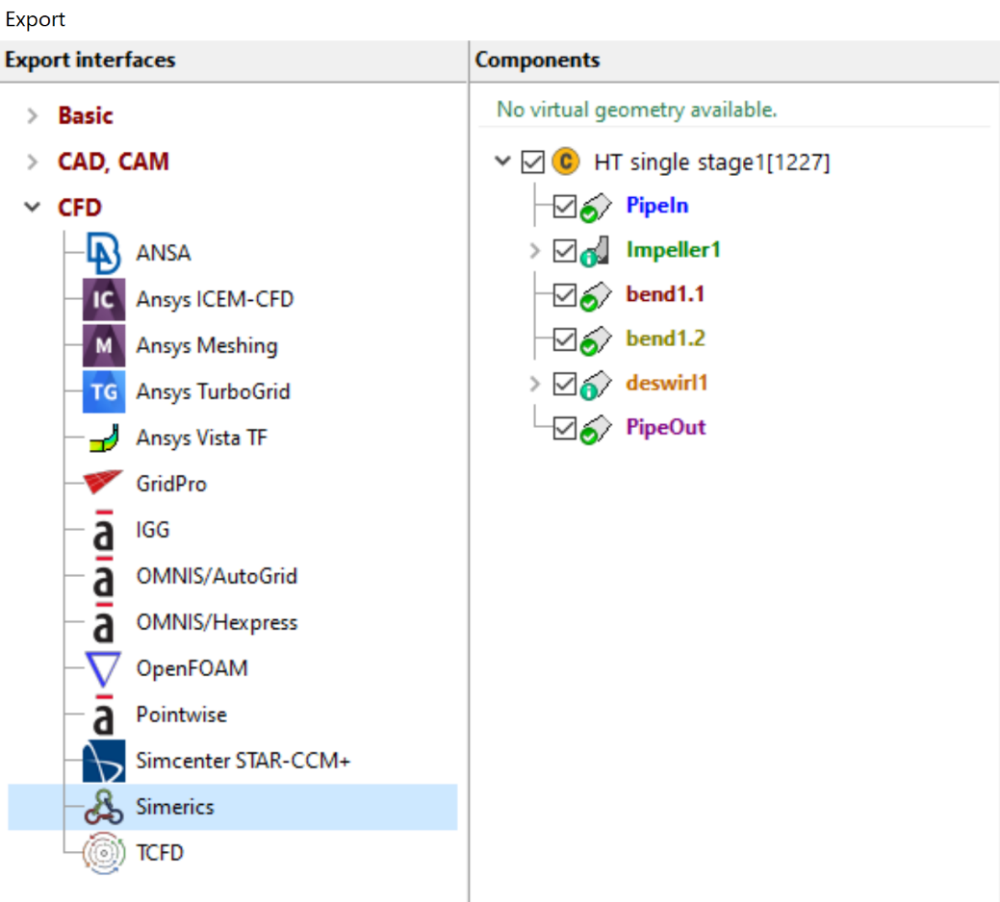 Export
Export interfaces
Components
Basic
CAD, CAM
CFD
ANSA
IC Ansys ICEM-CFD
M Ansys Meshing
TG Ansys TurboGrid
Ansys Vista TF
GridPro
a IGG
a OMNIS/AutoGrid
a OMNIS/Hexpress
OpenFOAM
a Pointwise
Simcenter STAR-CCM+
Simerics
TCFD
No virtual geometry available.
C HT single stage1[1227]
PipeIn
i Impeller1
bend1.1
bend1.2
i deswirl1
PipeOut